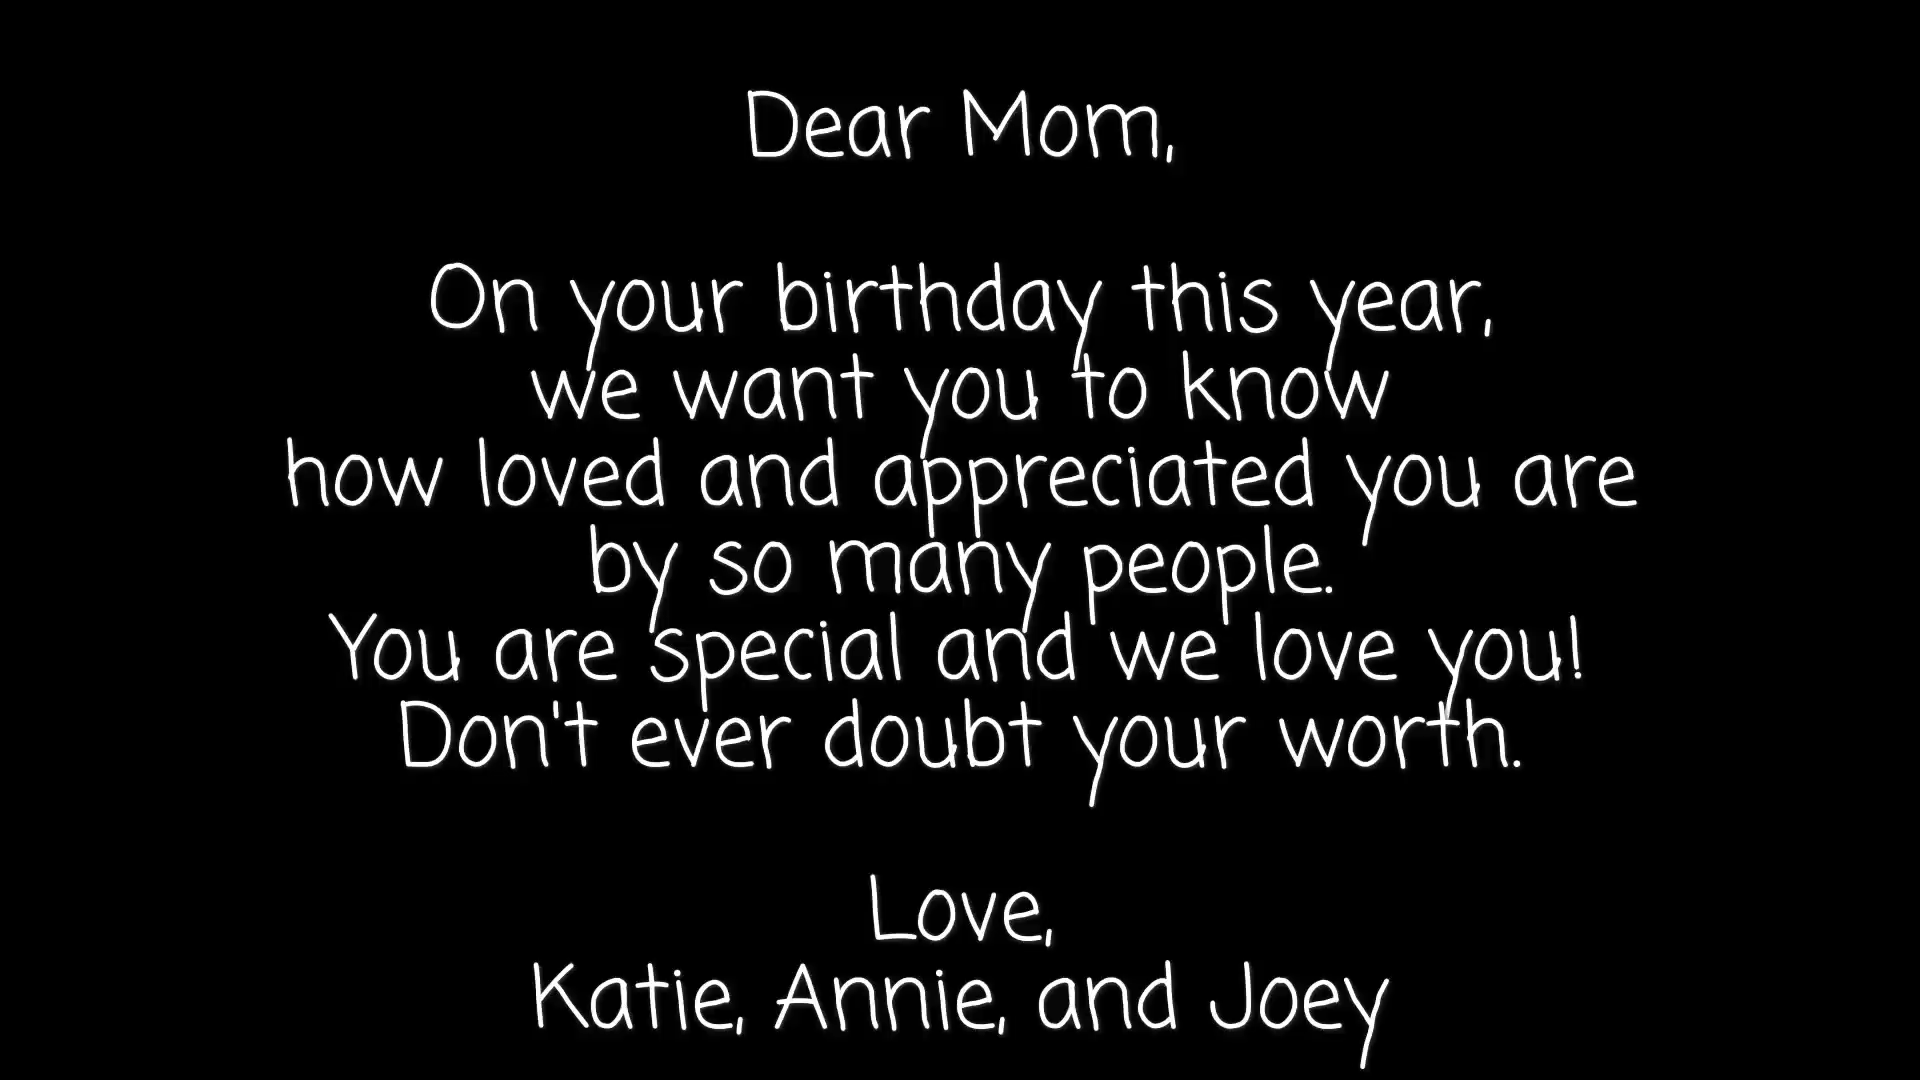 Dear Mom,
On your birthday this year,
we want you to know
how loved and appreciated you are
by so many people.
You are special and we love you!
Don't ever doubt your worth.
Love,
Katie, Annie, and Joey